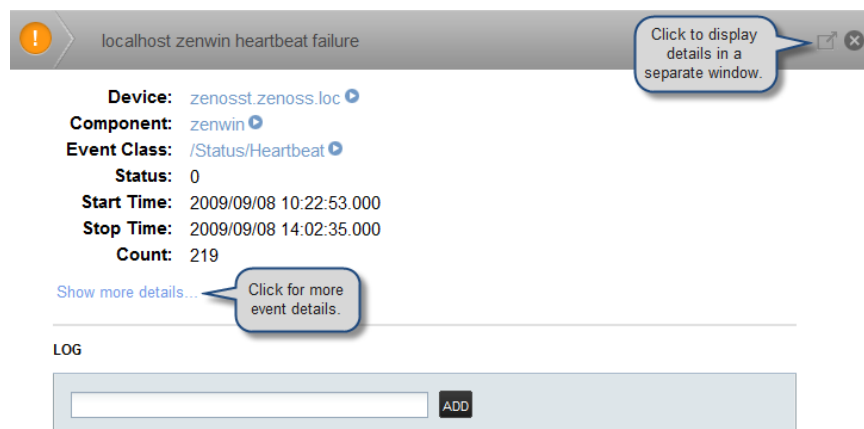 !
localhost zenwin heartbeat failure
Click to display
details in a
separate window.
Device: zenosst.zenoss.loc
Component: zenwin
Event Class: /Status/Heartbeat
Status: 0
Start Time: 2009/09/08 10:22:53.000
Stop Time: 2009/09/08 14:02:35.000
Count: 219
Show more details...
Click for more
event details.
LOG
ADD